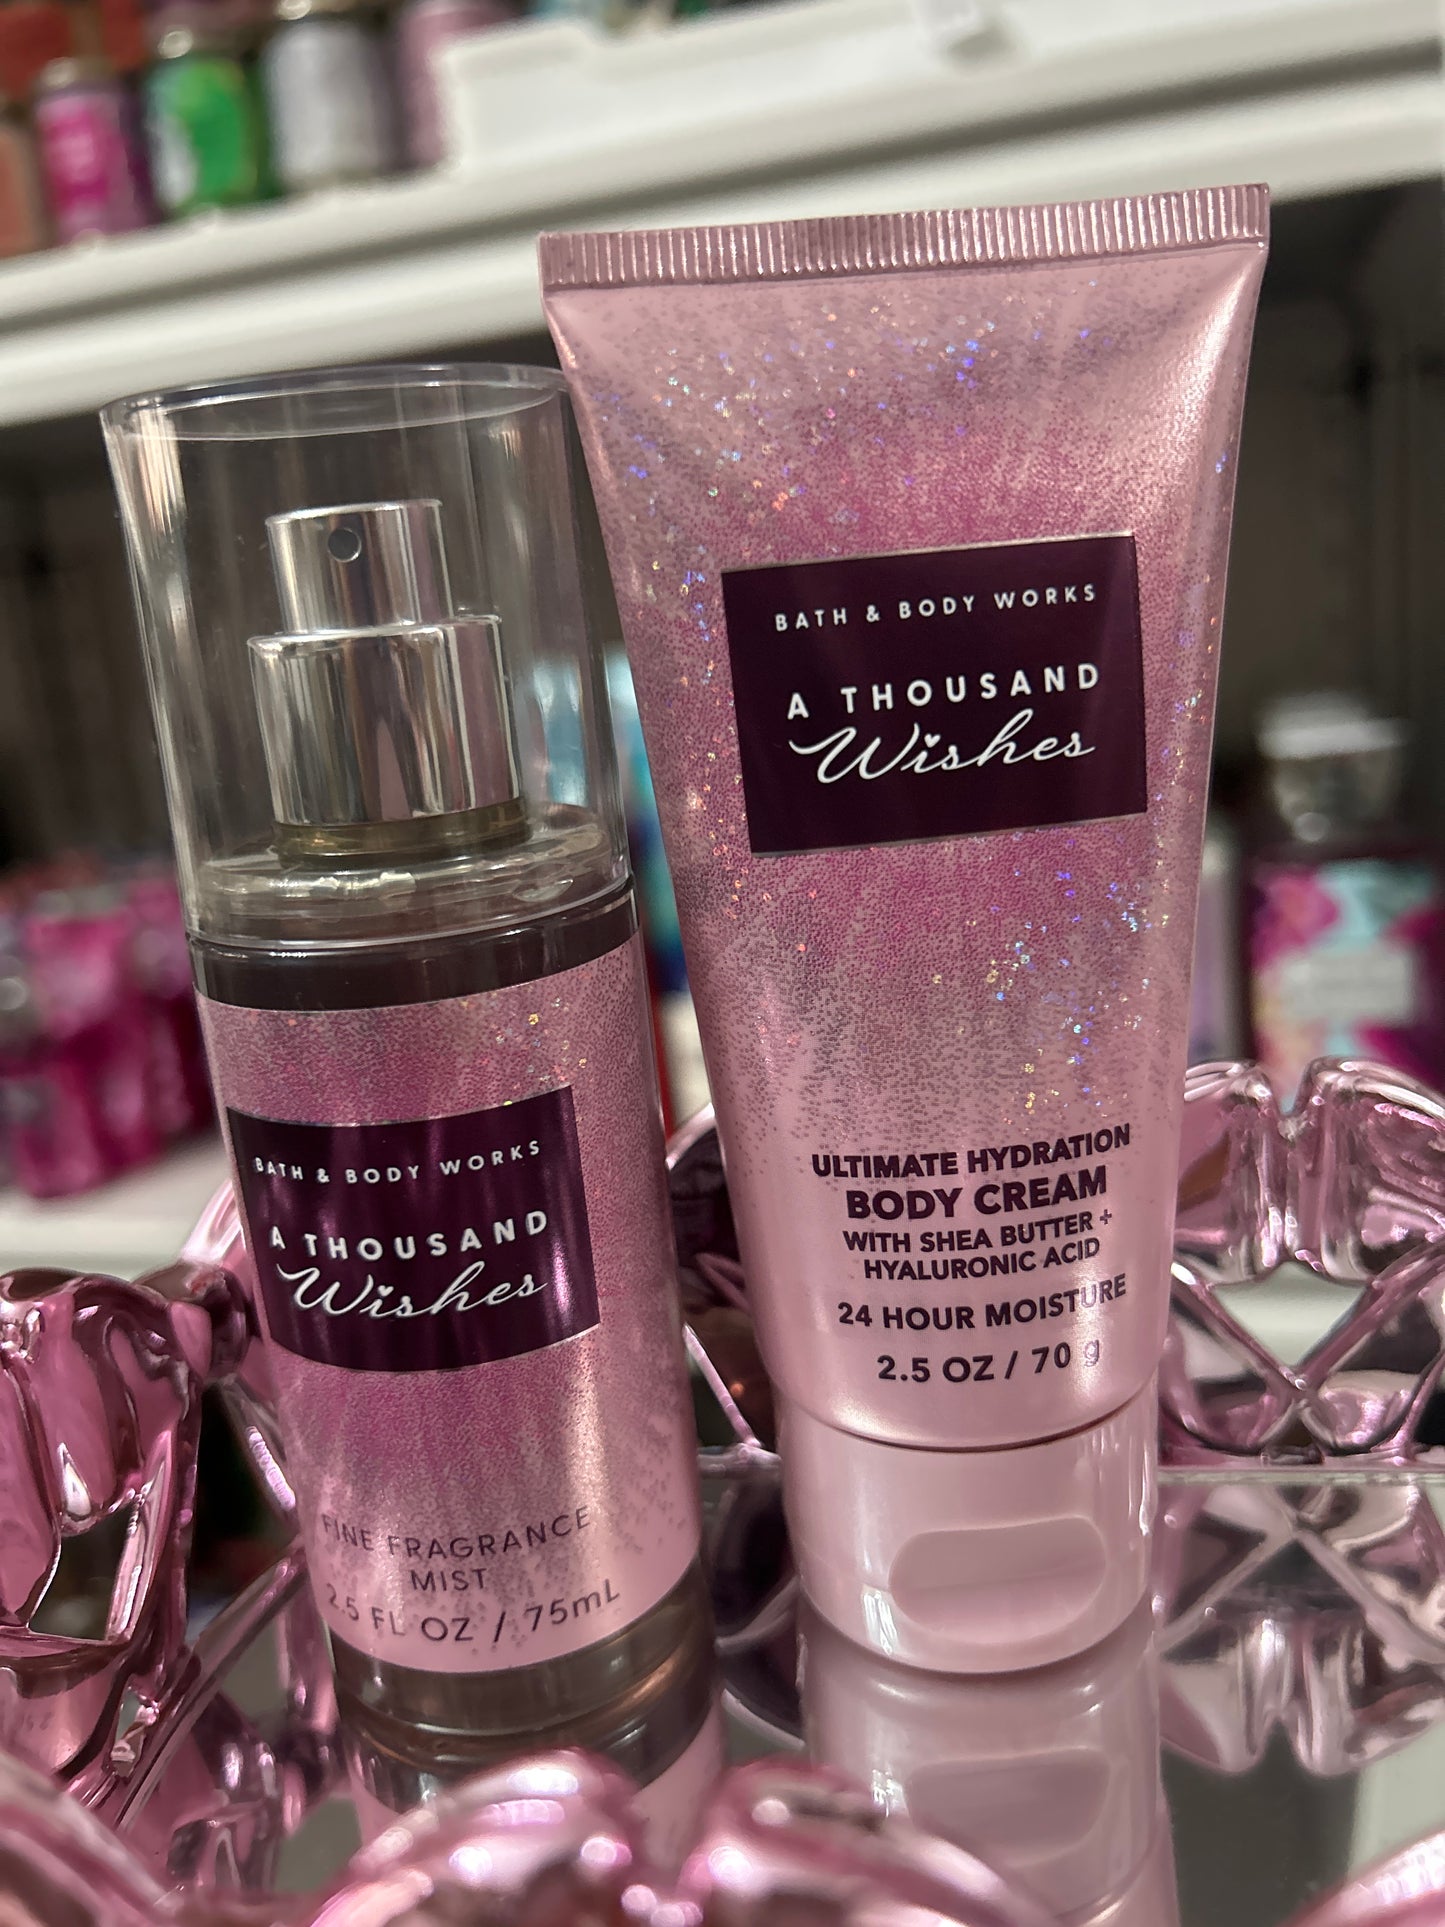 BATH & BODY WORKS
A THOUSAND
Wishes
FINE FRAGRANCE
MIST
2.5 FL OZ / 75mL
BATH & BODY WORKS
A THOUSAND
Wishes
ULTIMATE HYDRATION
BODY CREAM
WITH SHEA BUTTER +
HYALURONIC ACID
24 HOUR MOISTURE
2.5 OZ / 70 g